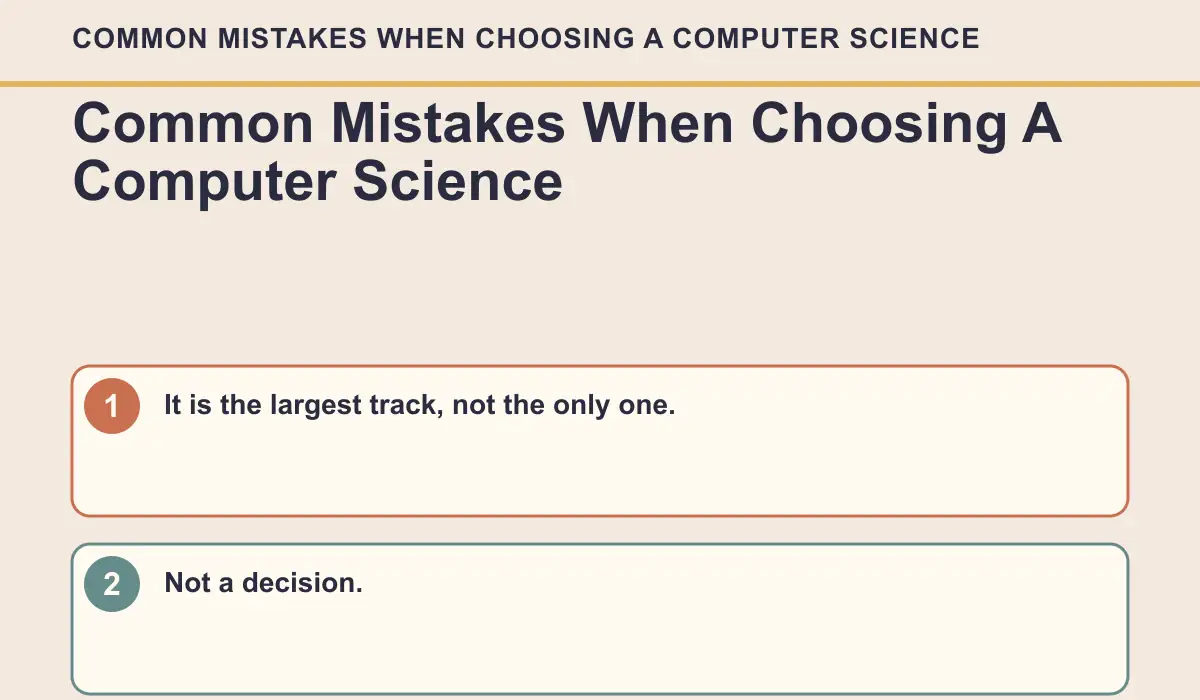 COMMON MISTAKES WHEN CHOOSING A COMPUTER SCIENCE
Common Mistakes When Choosing A
Computer Science
1
It is the largest track, not the only one.
2
Not a decision.